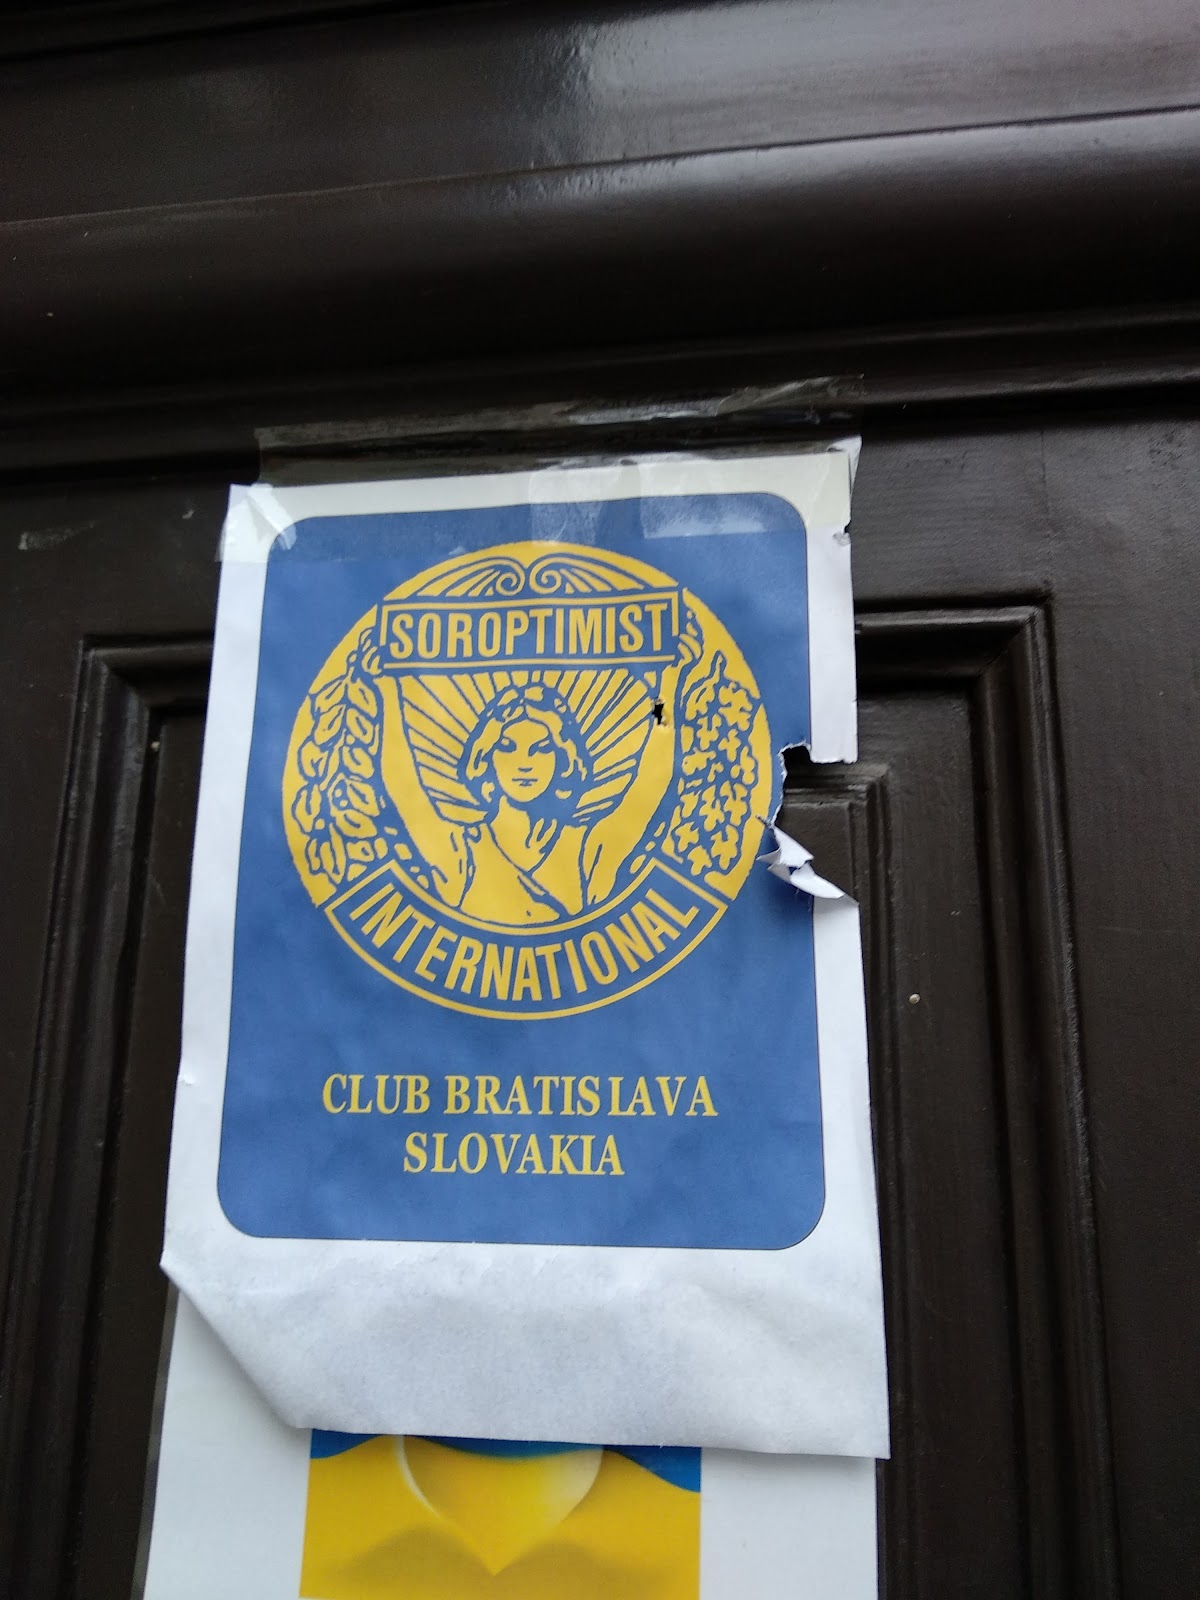 SOROPTIMIST
INTERNATIONAL
CLUB BRATISLAVA
SLOVAKIA